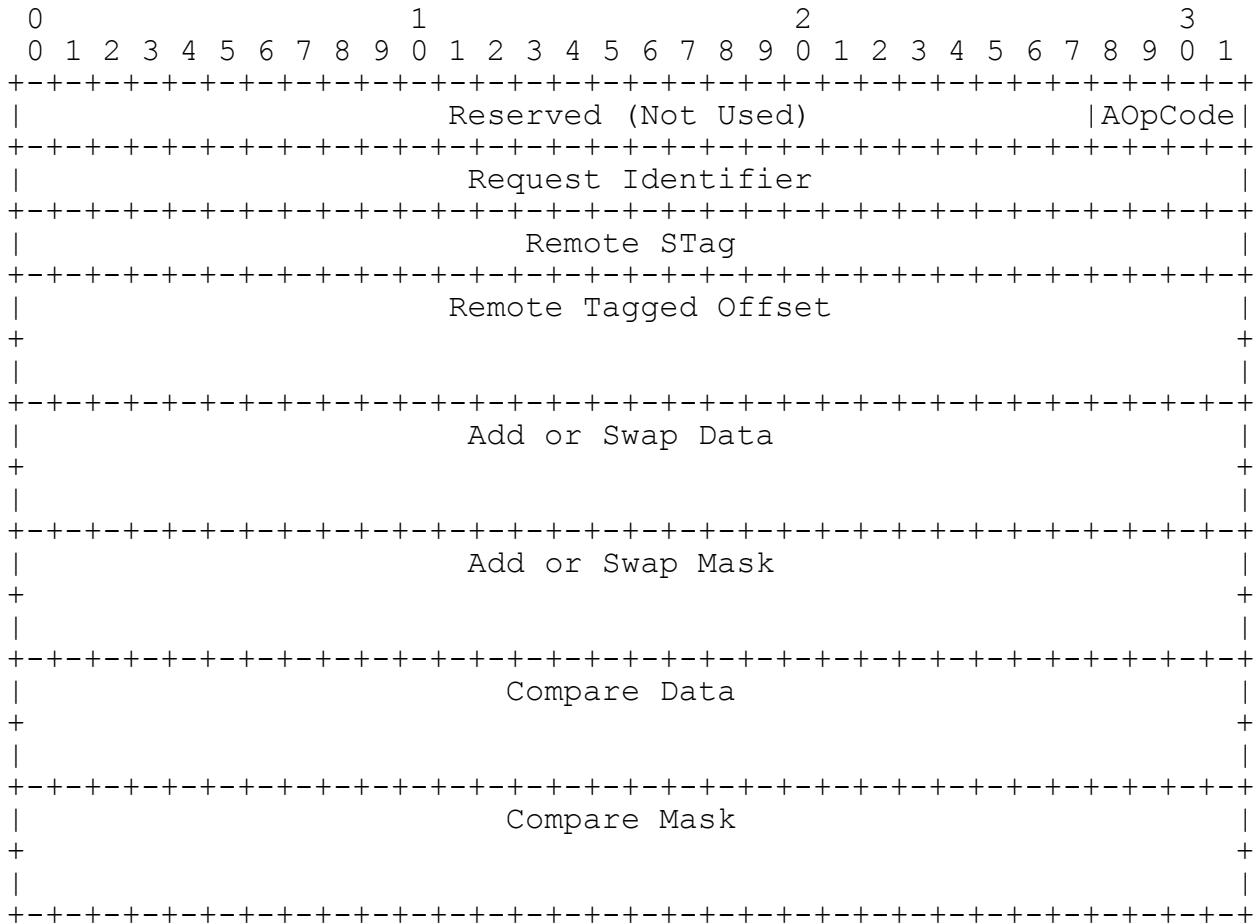 0                   1                   2                   3
 0 1 2 3 4 5 6 7 8 9 0 1 2 3 4 5 6 7 8 9 0 1 2 3 4 5 6 7 8 9 0 1
+-+-+-+-+-+-+-+-+-+-+-+-+-+-+-+-+-+-+-+-+-+-+-+-+-+-+-+-+-+-+-+-+
|                      Reserved (Not Used)              |AOpCode|
+-+-+-+-+-+-+-+-+-+-+-+-+-+-+-+-+-+-+-+-+-+-+-+-+-+-+-+-+-+-+-+-+
|                       Request Identifier                      |
+-+-+-+-+-+-+-+-+-+-+-+-+-+-+-+-+-+-+-+-+-+-+-+-+-+-+-+-+-+-+-+-+
|                          Remote STag                          |
+-+-+-+-+-+-+-+-+-+-+-+-+-+-+-+-+-+-+-+-+-+-+-+-+-+-+-+-+-+-+-+-+
|                      Remote Tagged Offset                     |
+                                                               +
|                                                               |
+-+-+-+-+-+-+-+-+-+-+-+-+-+-+-+-+-+-+-+-+-+-+-+-+-+-+-+-+-+-+-+-+
|                       Add or Swap Data                        |
+                                                               +
|                                                               |
+-+-+-+-+-+-+-+-+-+-+-+-+-+-+-+-+-+-+-+-+-+-+-+-+-+-+-+-+-+-+-+-+
|                       Add or Swap Mask                        |
+                                                               +
|                                                               |
+-+-+-+-+-+-+-+-+-+-+-+-+-+-+-+-+-+-+-+-+-+-+-+-+-+-+-+-+-+-+-+-+
|                         Compare Data                          |
+                                                               +
|                                                               |
+-+-+-+-+-+-+-+-+-+-+-+-+-+-+-+-+-+-+-+-+-+-+-+-+-+-+-+-+-+-+-+-+
|                         Compare Mask                          |
+                                                               +
|                                                               |
+-+-+-+-+-+-+-+-+-+-+-+-+-+-+-+-+-+-+-+-+-+-+-+-+-+-+-+-+-+-+-+-+